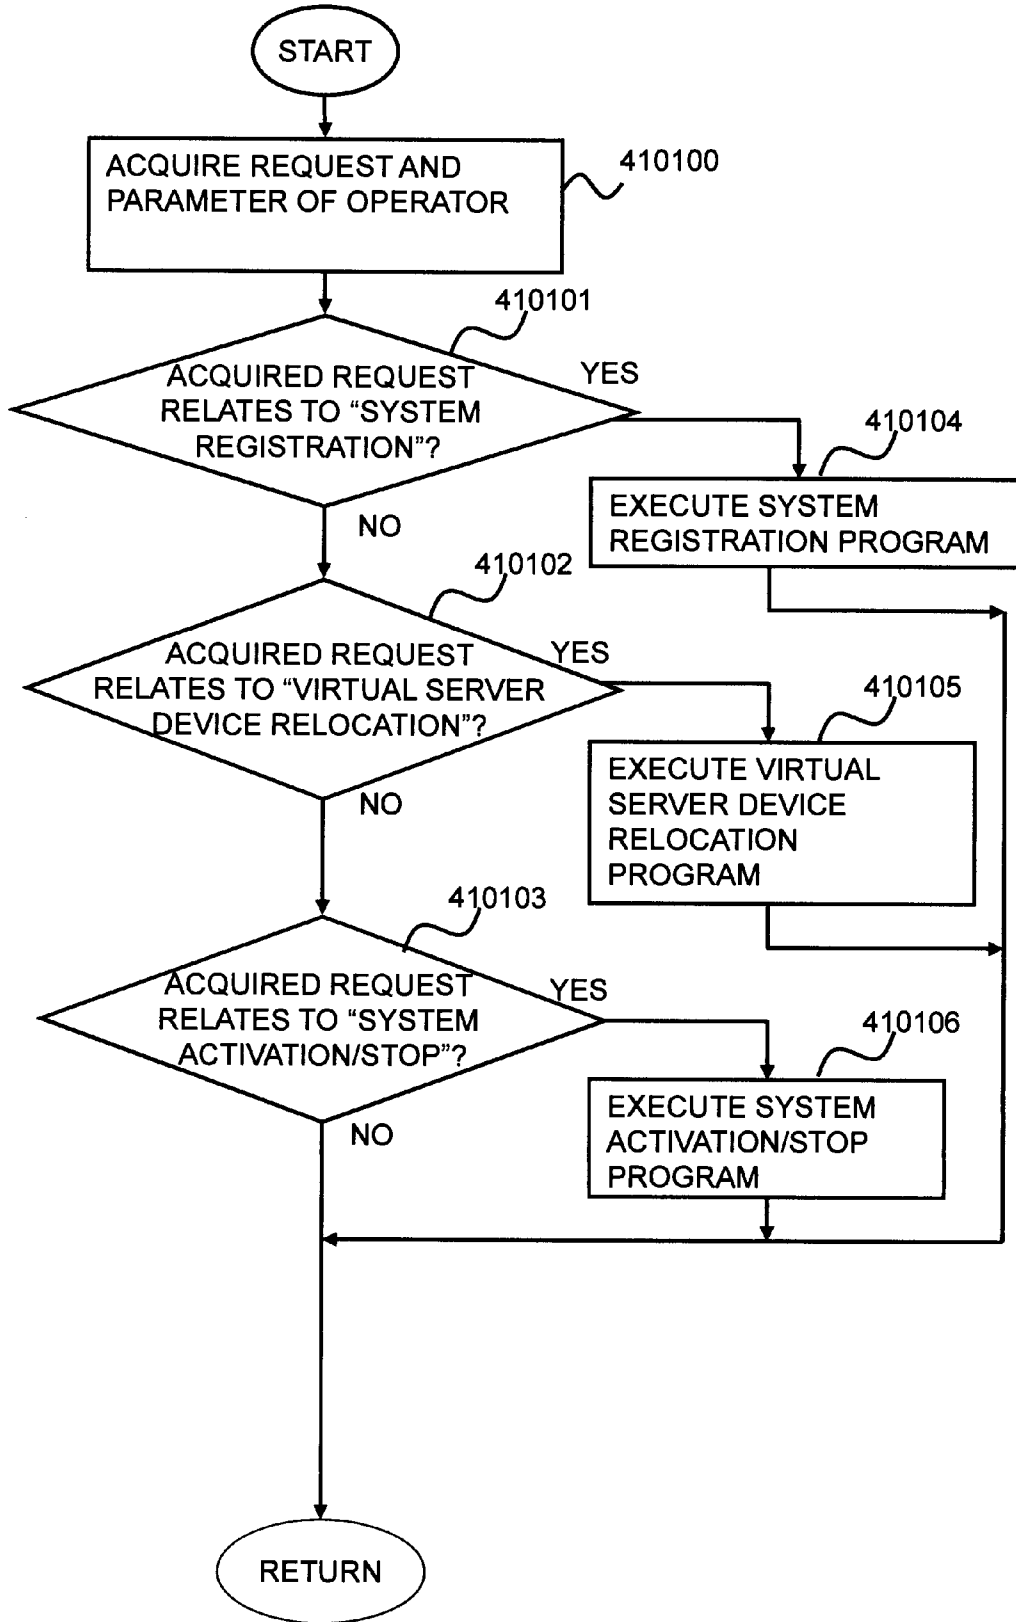 START
ACQUIRE REQUEST AND
PARAMETER OF OPERATOR
410100
410101
ACQUIRED REQUEST
RELATES TO “SYSTEM
REGISTRATION”?
YES
NO
410104
EXECUTE SYSTEM
REGISTRATION PROGRAM
410102
ACQUIRED REQUEST
RELATES TO “VIRTUAL SERVER
DEVICE RELOCATION”?
YES
NO
410105
EXECUTE VIRTUAL
SERVER DEVICE
RELOCATION
PROGRAM
410103
ACQUIRED REQUEST
RELATES TO “SYSTEM
ACTIVATION/STOP”?
YES
NO
410106
EXECUTE SYSTEM
ACTIVATION/STOP
PROGRAM
RETURN